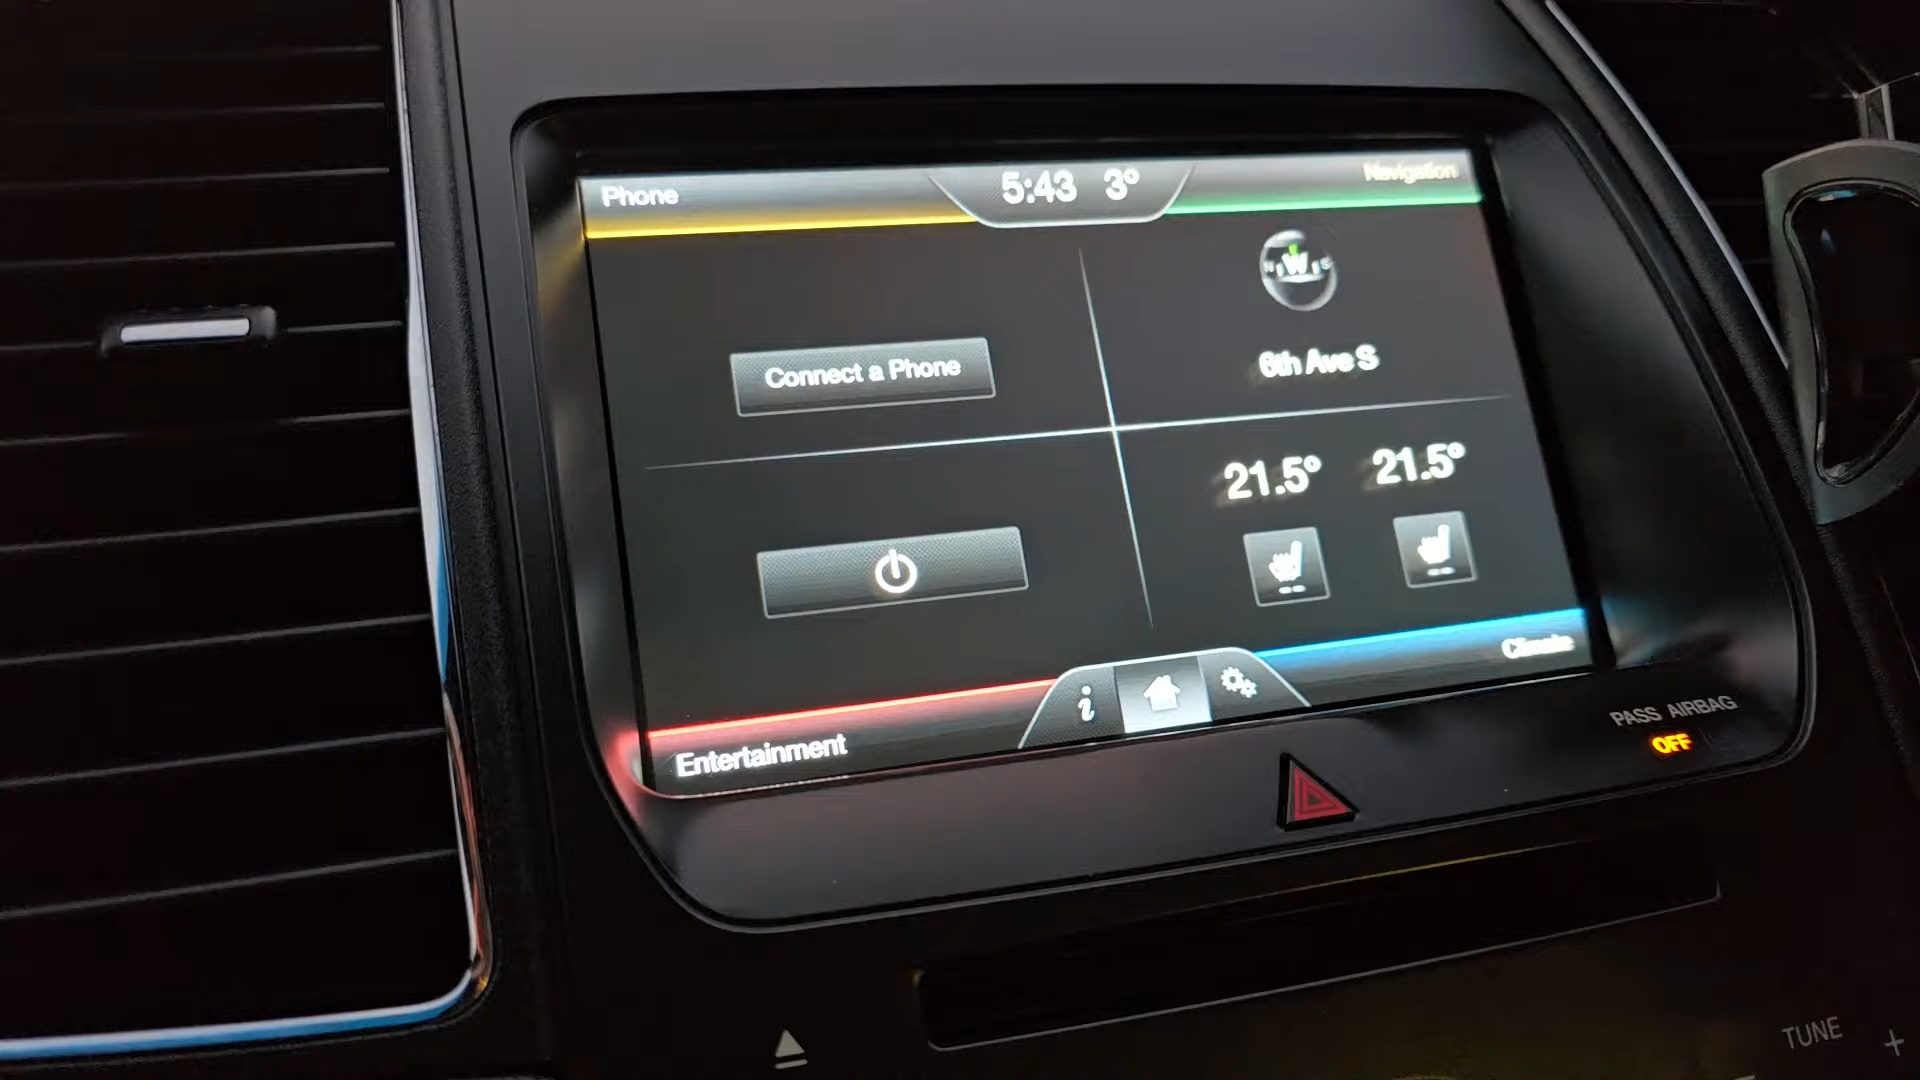 Phone
5:43 3°
Navigation
W
Connect a Phone
6th Ave S
21.5° 21.5°
Climate
i
Entertainment
PASS AIRBAG
OFF
TUNE
+